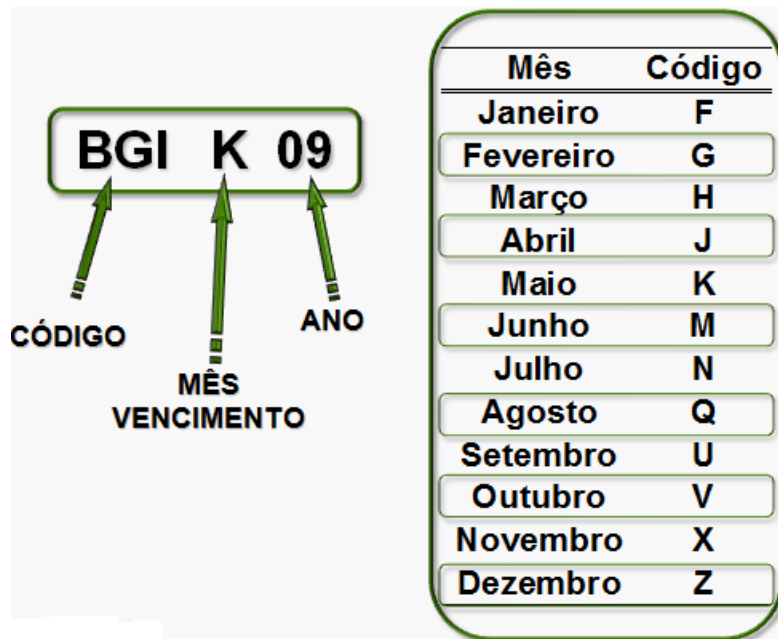 BGI K 09
CÓDIGO
MÊS
VENCIMENTO
ANO
Mês Código
Janeiro F
Fevereiro G
Março H
Abril J
Maio K
Junho M
Julho N
Agosto Q
Setembro U
Outubro V
Novembro X
Dezembro Z